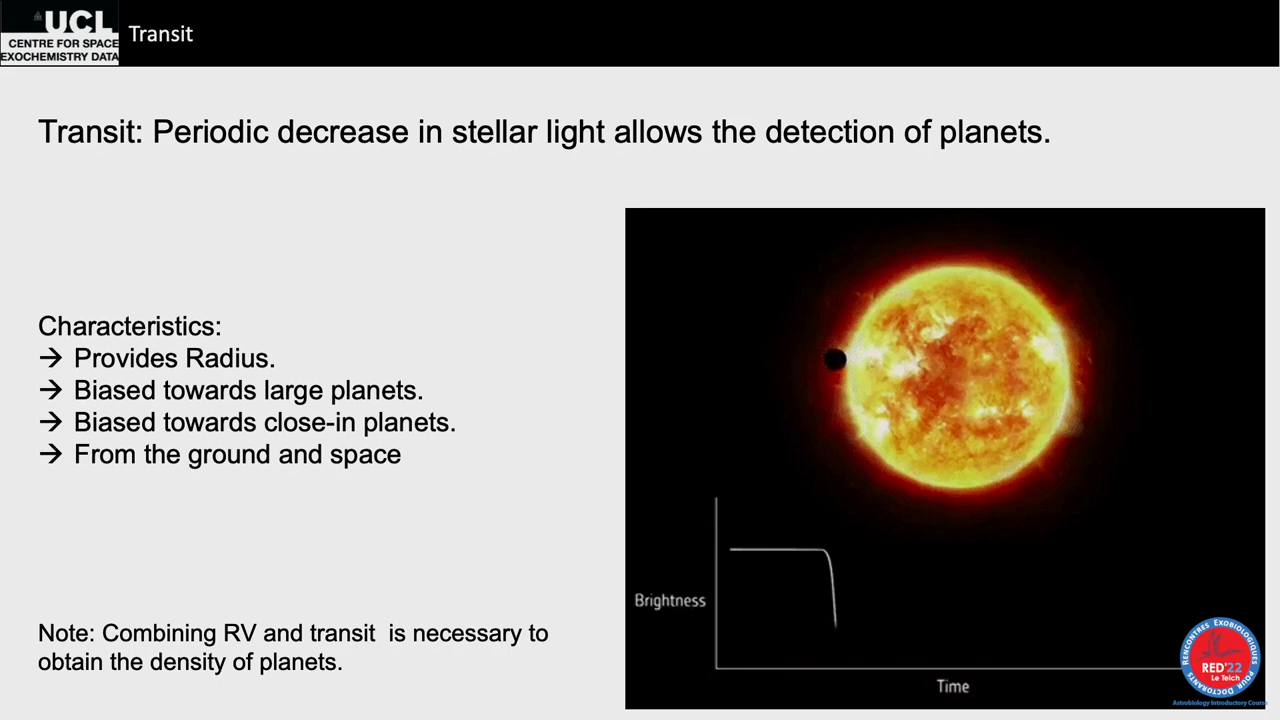 UCL
CENTRE FOR SPACE
EXOCHEMISTRY DATA
Transit
Transit: Periodic decrease in stellar light allows the detection of planets.
Characteristics:
→ Provides Radius.
→ Biased towards large planets.
→ Biased towards close-in planets.
→ From the ground and space
Note: Combining RV and transit is necessary to
obtain the density of planets.
Brightness
Time
RENCONTRES EXOBIOLOGIQUES
POUR DOCTORANTS
RED'22
Le Teich
Astrobiology Introductory Course